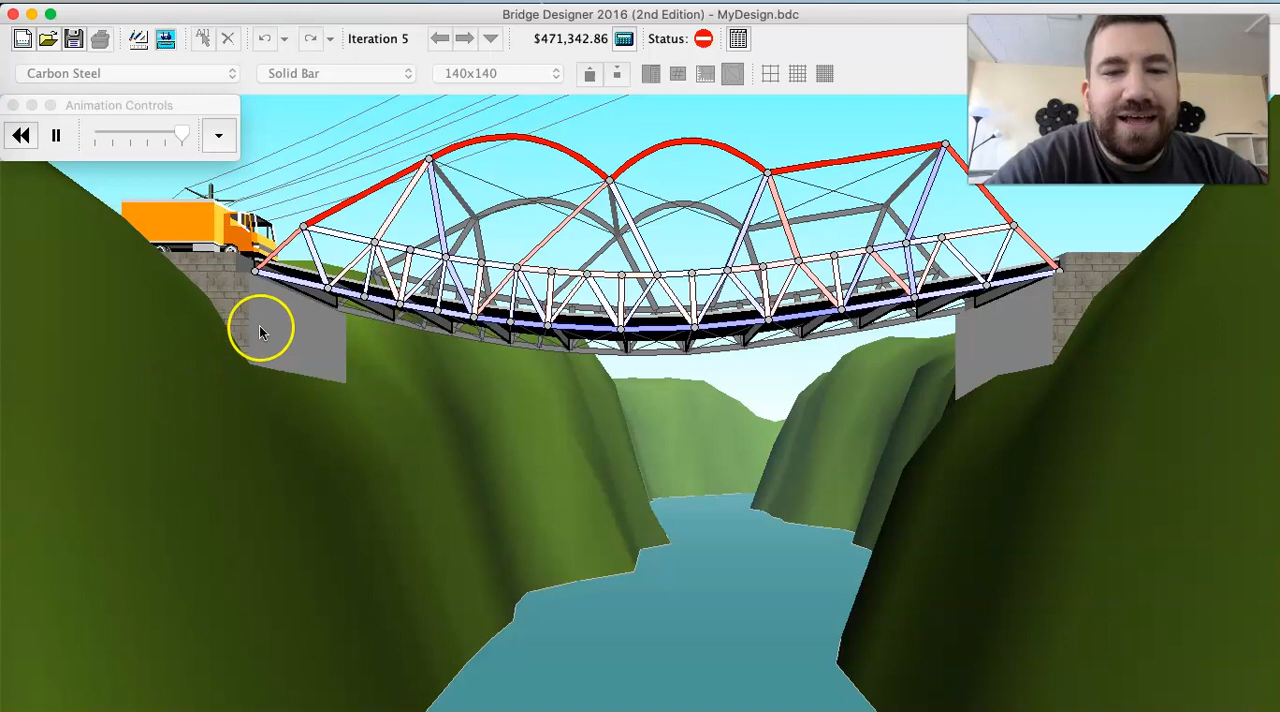 Bridge Designer 2016 (2nd Edition) - MyDesign.bdc
Iteration 5
$471,342.86
Status:
Carbon Steel
Solid Bar
140x140
Animation Controls